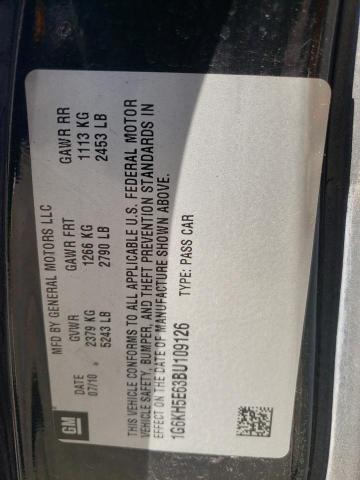 MFD BY GENERAL MOTORS LLC
DATE GVWR GAWR FRT GAWR RR
07/10 2379 KG 1266 KG 1113 KG
5243 LB 2790 LB 2453 LB
GM
THIS VEHICLE CONFORMS TO ALL APPLICABLE U.S. FEDERAL MOTOR
VEHICLE SAFETY, BUMPER, AND THEFT PREVENTION STANDARDS IN
EFFECT ON THE DATE OF MANUFACTURE SHOWN ABOVE.
1G6KH5E63BU109126 TYPE: PASS CAR